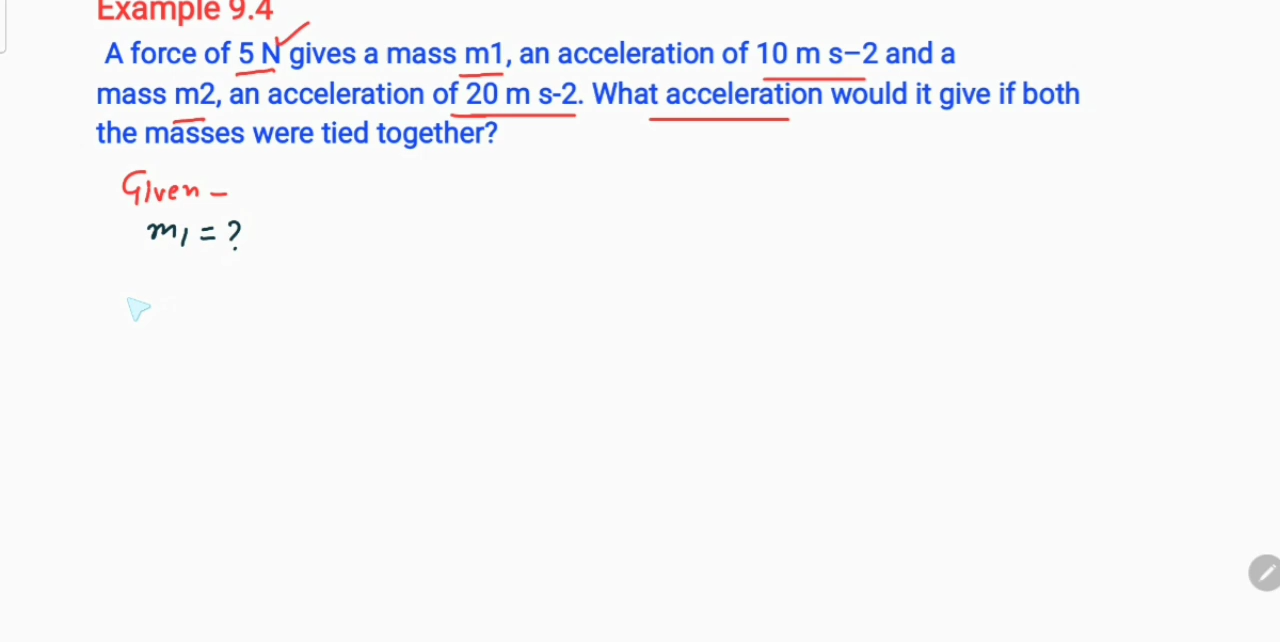 Example 9.4
A force of 5 N gives a mass m1, an acceleration of 10 m s–2 and a
mass m2, an acceleration of 20 m s-2. What acceleration would it give if both
the masses were tied together?
Given -
m1 = ?